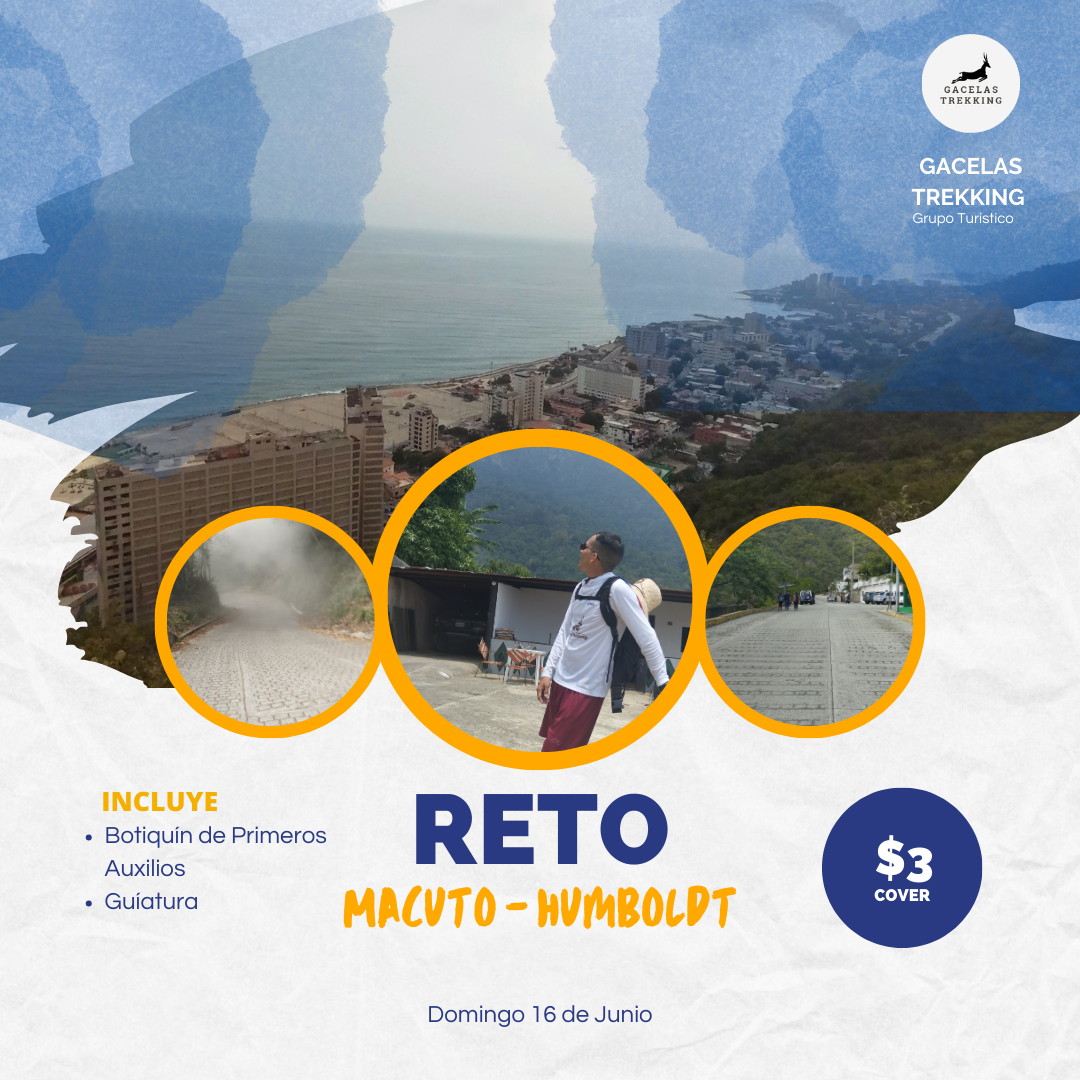 GACELAS
TREKKING
GACELAS
TREKKING
Grupo Turístico
INCLUYE
• Botiquín de Primeros
Auxilios
• Guíatura
RETO
MACUTO - HUMBOLDT
$3
COVER
Domingo 16 de Junio